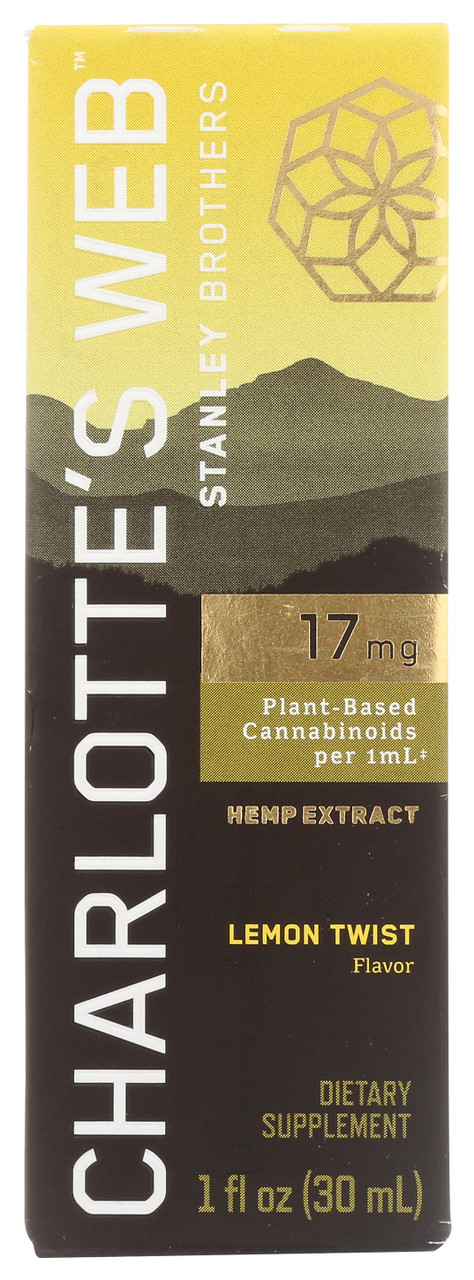 CHARLOTTE'S WEB™
STANLEY BROTHERS
17 mg
Plant-Based
Cannabinoids
per 1mL‡
HEMP EXTRACT
LEMON TWIST
Flavor
DIETARY
SUPPLEMENT
1 fl oz (30 mL)